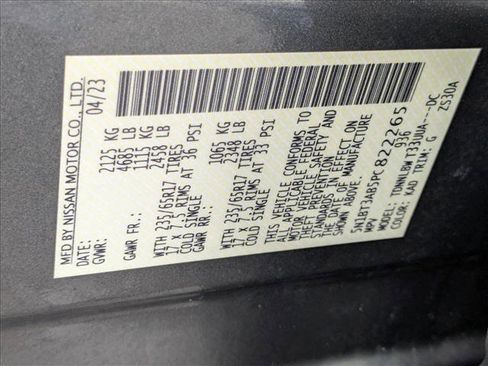 MFD BY NISSAN MOTOR CO., LTD.
DATE: 04/23
GVWR: 2125 KG
4685 LB
GAWR FR.: 1115 KG
2458 LB
WITH 235/65R17 TIRES
17 X 7.5 RIMS AT 36 PSI
COLD SINGLE
GAWR RR.: 1065 KG
2348 LB
WITH 235/65R17 TIRES
17 X 7.5 RIMS AT 33 PSI
COLD SINGLE
THIS VEHICLE CONFORMS TO
ALL APPLICABLE FEDERAL
MOTOR VEHICLE SAFETY AND
THEFT PREVENTION
STANDARDS IN EFFECT ON
THE DATE OF MANUFACTURE
SHOWN ABOVE.
5N1BT3AB5PC822265
MPV 936
MODEL: DC
COLOR: KAD TRIM: G ZS30A